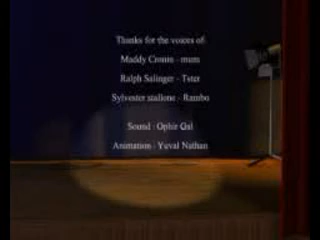 Thanks for the voices of
Maddy Cronin - mum
Ralph Salinger - Tster
Sylvester stallone - Rambo
Sound : Ophir Gal
Animation : Yuval Nathan